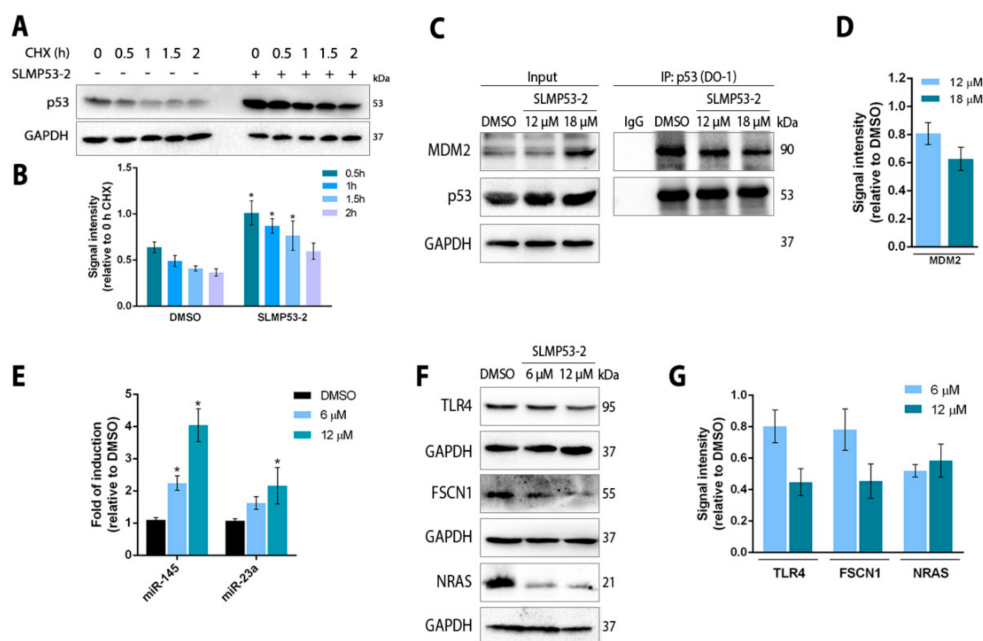 A
CHX (h) 0 0.5 1 1.5 2 0 0.5 1 1.5 2
SLMP53-2 - - - - - + + + + + kDa
p53 53
GAPDH 37
B
Signal intensity
(relative to 0 h CHX)
1.5
1.0
0.5
0.0
0.5h
1h
1.5h
2h
* * *
DMSO SLMP53-2
C
Input IP: p53 (DO-1)
SLMP53-2 SLMP53-2
DMSO 12 μM 18 μM IgG DMSO 12 μM 18 μM kDa
MDM2 90
p53 53
GAPDH 37
D
Signal intensity
(relative to DMSO)
1.0
0.8
0.6
0.4
0.2
0.0
12 μM
18 μM
MDM2
E
Fold of induction
(relative to DMSO)
5
4
3
2
1
0
DMSO
6 μM
12 μM
* * *
miR-145 miR-23a
F
SLMP53-2
DMSO 6 μM 12 μM kDa
TLR4 95
GAPDH 37
FSCN1 55
GAPDH 37
NRAS 21
GAPDH 37
G
Signal intensity
(relative to DMSO)
1.0
0.8
0.6
0.4
0.2
0.0
6 μM
12 μM
TLR4 FSCN1 NRAS